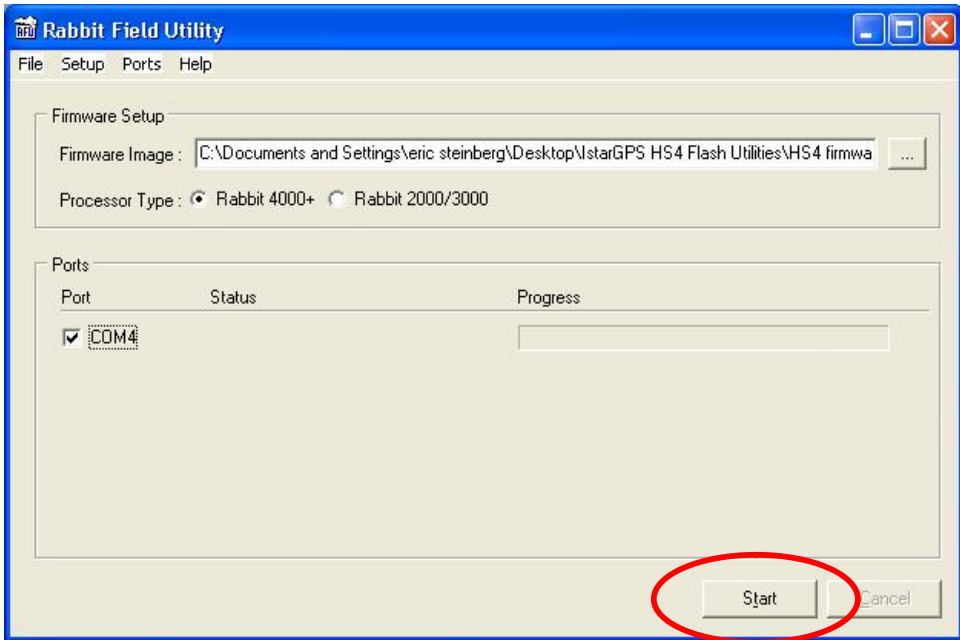 RFU Rabbit Field Utility
File Setup Ports Help
Firmware Setup
Firmware Image : C:\Documents and Settings\eric steinberg\Desktop\IstarGPS HS4 Flash Utilities\HS4 firmwa ...
Processor Type : Rabbit 4000+ Rabbit 2000/3000
Ports
Port Status Progress
COM4
Start Cancel